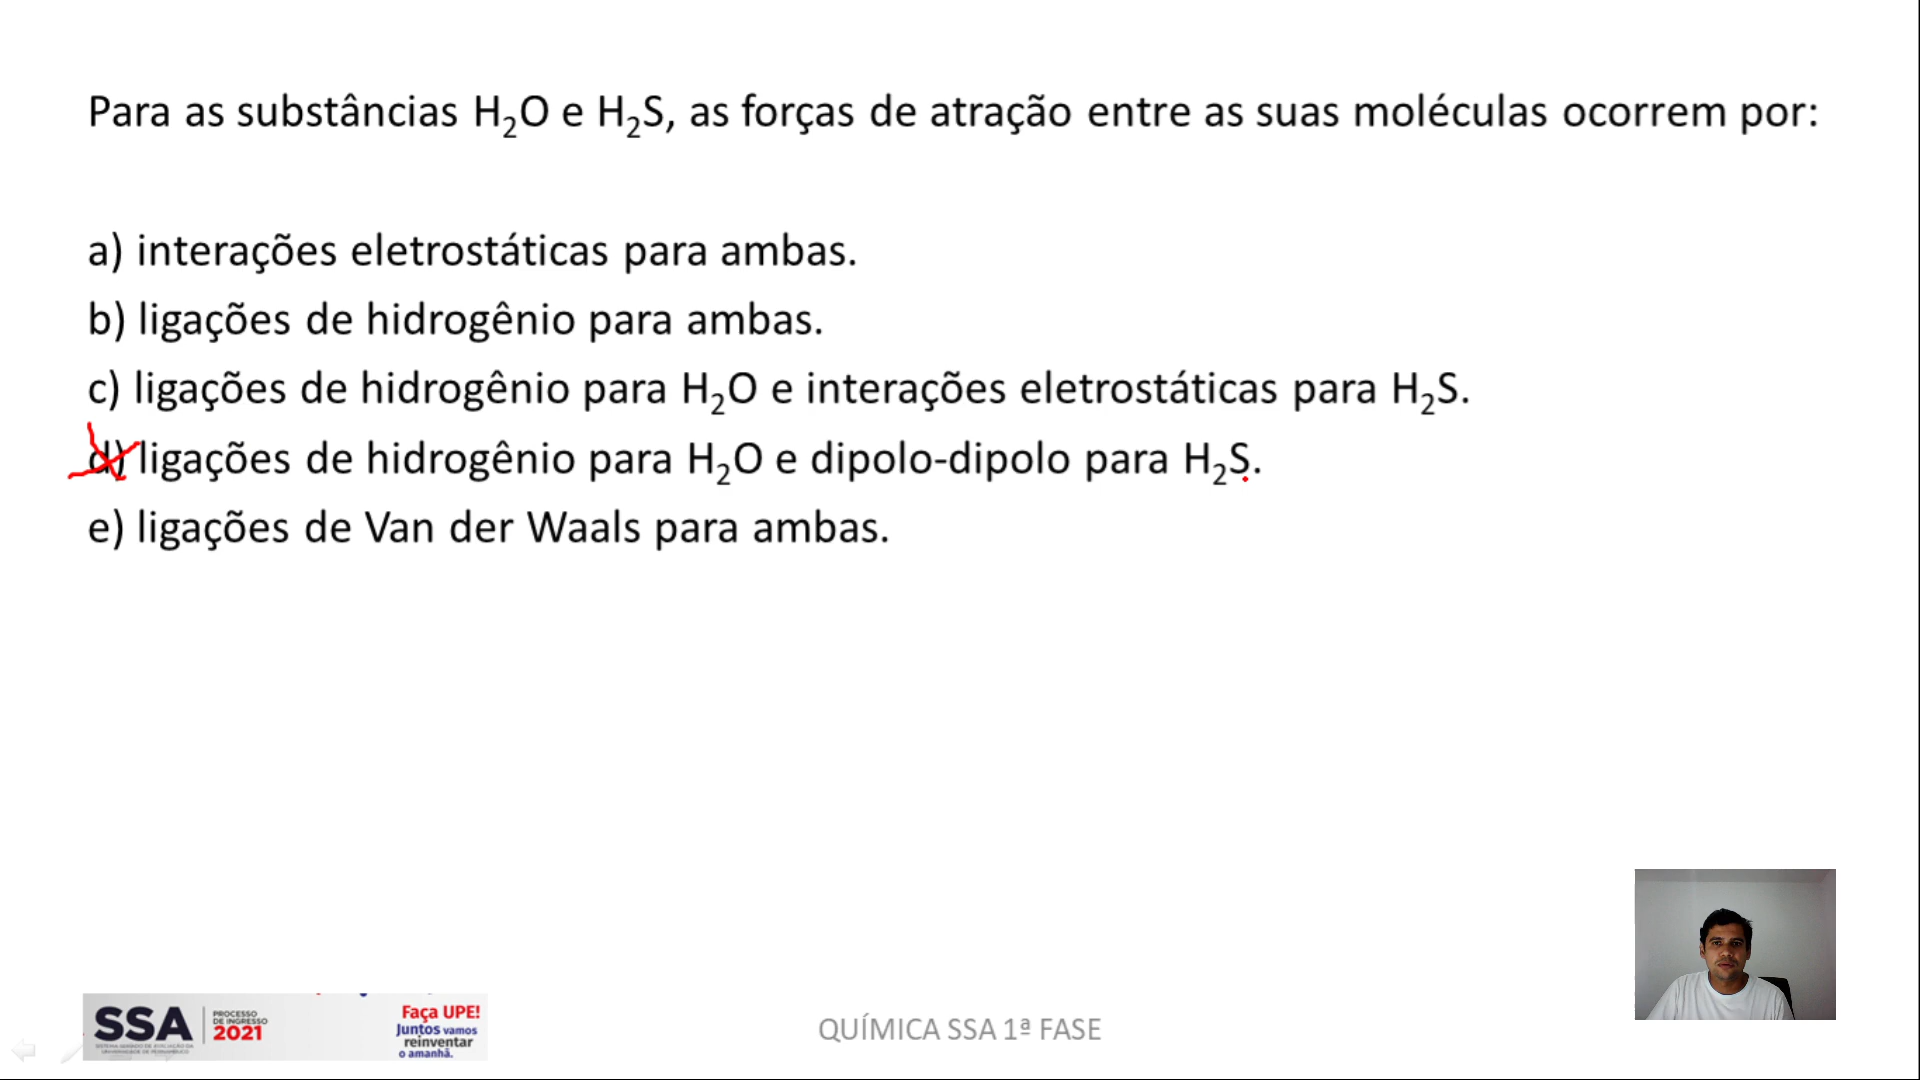 Para as substâncias H₂O e H₂S, as forças de atração entre as suas moléculas ocorrem por:
a) interações eletrostáticas para ambas.
b) ligações de hidrogênio para ambas.
c) ligações de hidrogênio para H₂O e interações eletrostáticas para H₂S.
d) ligações de hidrogênio para H₂O e dipolo-dipolo para H₂S.
e) ligações de Van der Waals para ambas.
SSA
PROCESSO
DE INGRESSO
2021
SISTEMA SERIADO DE AVALIAÇÃO DA
UNIVERSIDADE DE PERNAMBUCO
Faça UPE!
Juntos vamos
reinventar
o amanhã.
QUÍMICA SSA 1ª FASE